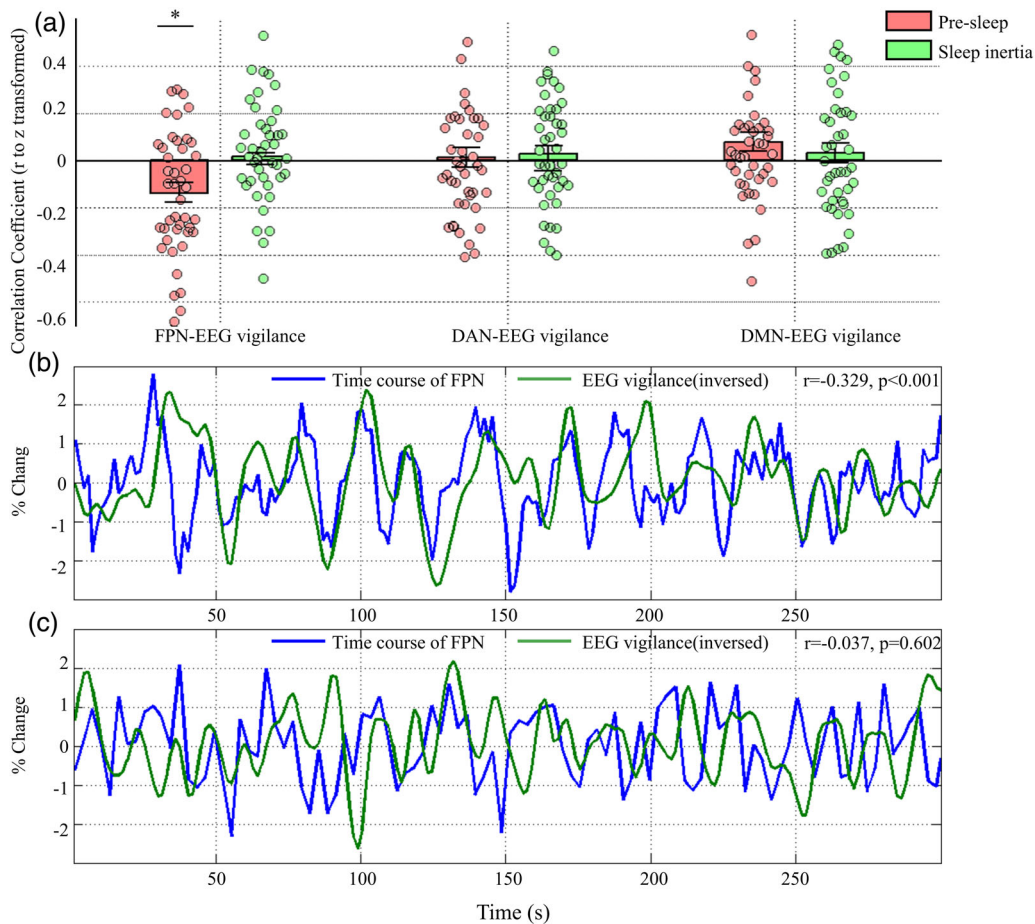 (a)
*
Pre-sleep
Sleep inertia
Correlation Coefficient (r to z transformed)
0.4
0.2
0
-0.2
-0.4
-0.6
FPN-EEG vigilance DAN-EEG vigilance DMN-EEG vigilance
(b)
Time course of FPN EEG vigilance(inversed) r=-0.329, p<0.001
% Chang
2
1
0
-1
-2
50 100 150 200 250
(c)
Time course of FPN EEG vigilance(inversed) r=-0.037, p=0.602
% Change
2
1
0
-1
-2
50 100 150 200 250
Time (s)